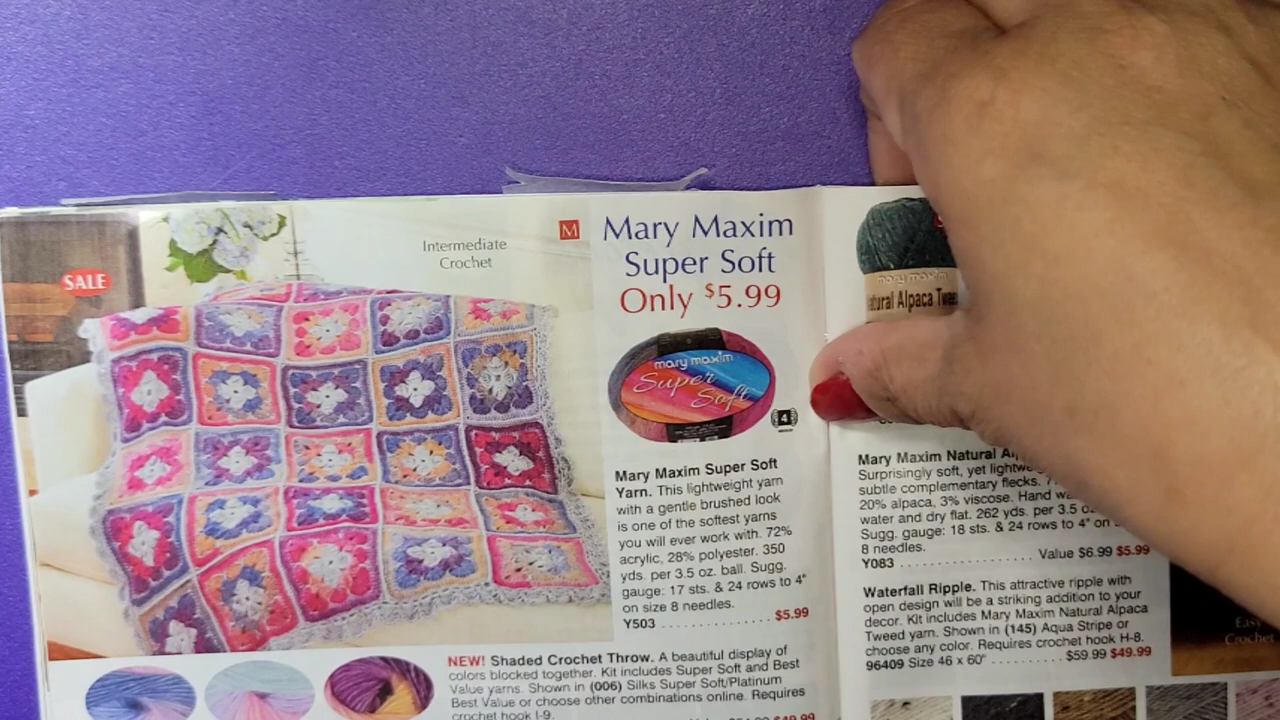 SALE
Intermediate
Crochet
M
Mary Maxim
Super Soft
Only $5.99
mary maxim
Super
Soft
4
Mary Maxim Super Soft
Yarn. This lightweight yarn
with a gentle brushed look
is one of the softest yarns
you will ever work with. 72%
acrylic, 28% polyester. 350
yds. per 3.5 oz. ball. Sugg.
gauge: 17 sts. & 24 rows to 4"
on size 8 needles.
Y503 . . . . . . . . . . . . . . $5.99
NEW! Shaded Crochet Throw. A beautiful display of
colors blocked together. Kit includes Super Soft and Best
Value yarns. Shown in (006) Silks Super Soft/Platinum
Best Value or choose other combinations online. Requires
crochet hook I-9.
$49.99
mary maxim
Alpaca
Mary Maxim Natural
Surprisingly soft, yet
subtle complementary flecks.
20% alpaca, 3% viscose. Hand
water and dry flat. 262 yds. per 3.5
Sugg. gauge: 18 sts. & 24 rows to 4" on
8 needles.
Y083 . . . . . . . . . . . . . . Value $6.99 $5.99
Waterfall Ripple. This attractive ripple with
open design will be a striking addition to your
decor. Kit includes Mary Maxim Natural Alpaca
Tweed yarn. Shown in (145) Aqua Stripe or
choose any color. Requires crochet hook H-8.
96409 Size 46 x 60" . . . . . . . . . . $59.99 $49.99
Easy
Crochet